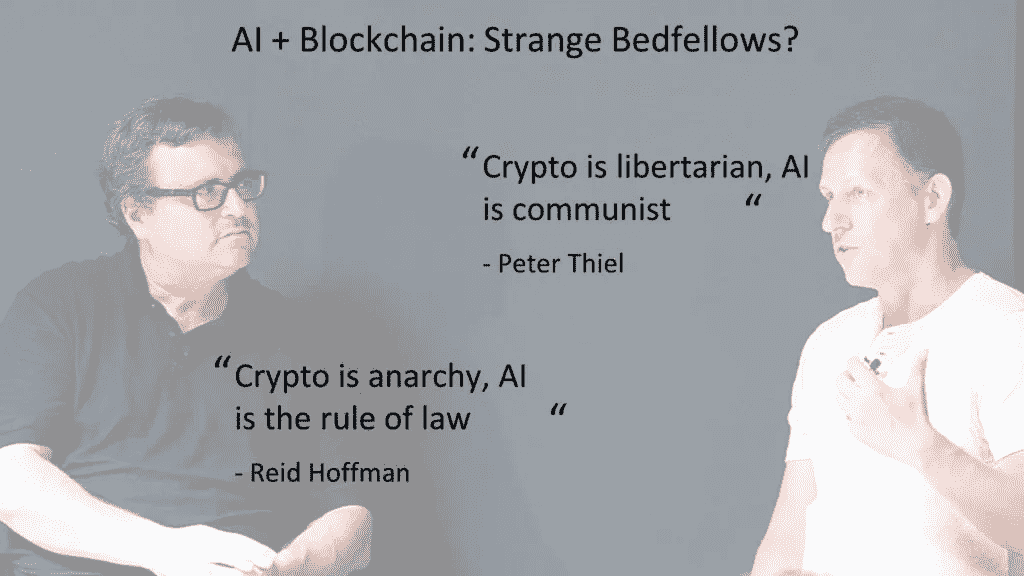 AI + Blockchain: Strange Bedfellows?
“ Crypto is libertarian, AI
is communist “
- Peter Thiel
“ Crypto is anarchy, AI
is the rule of law “
- Reid Hoffman